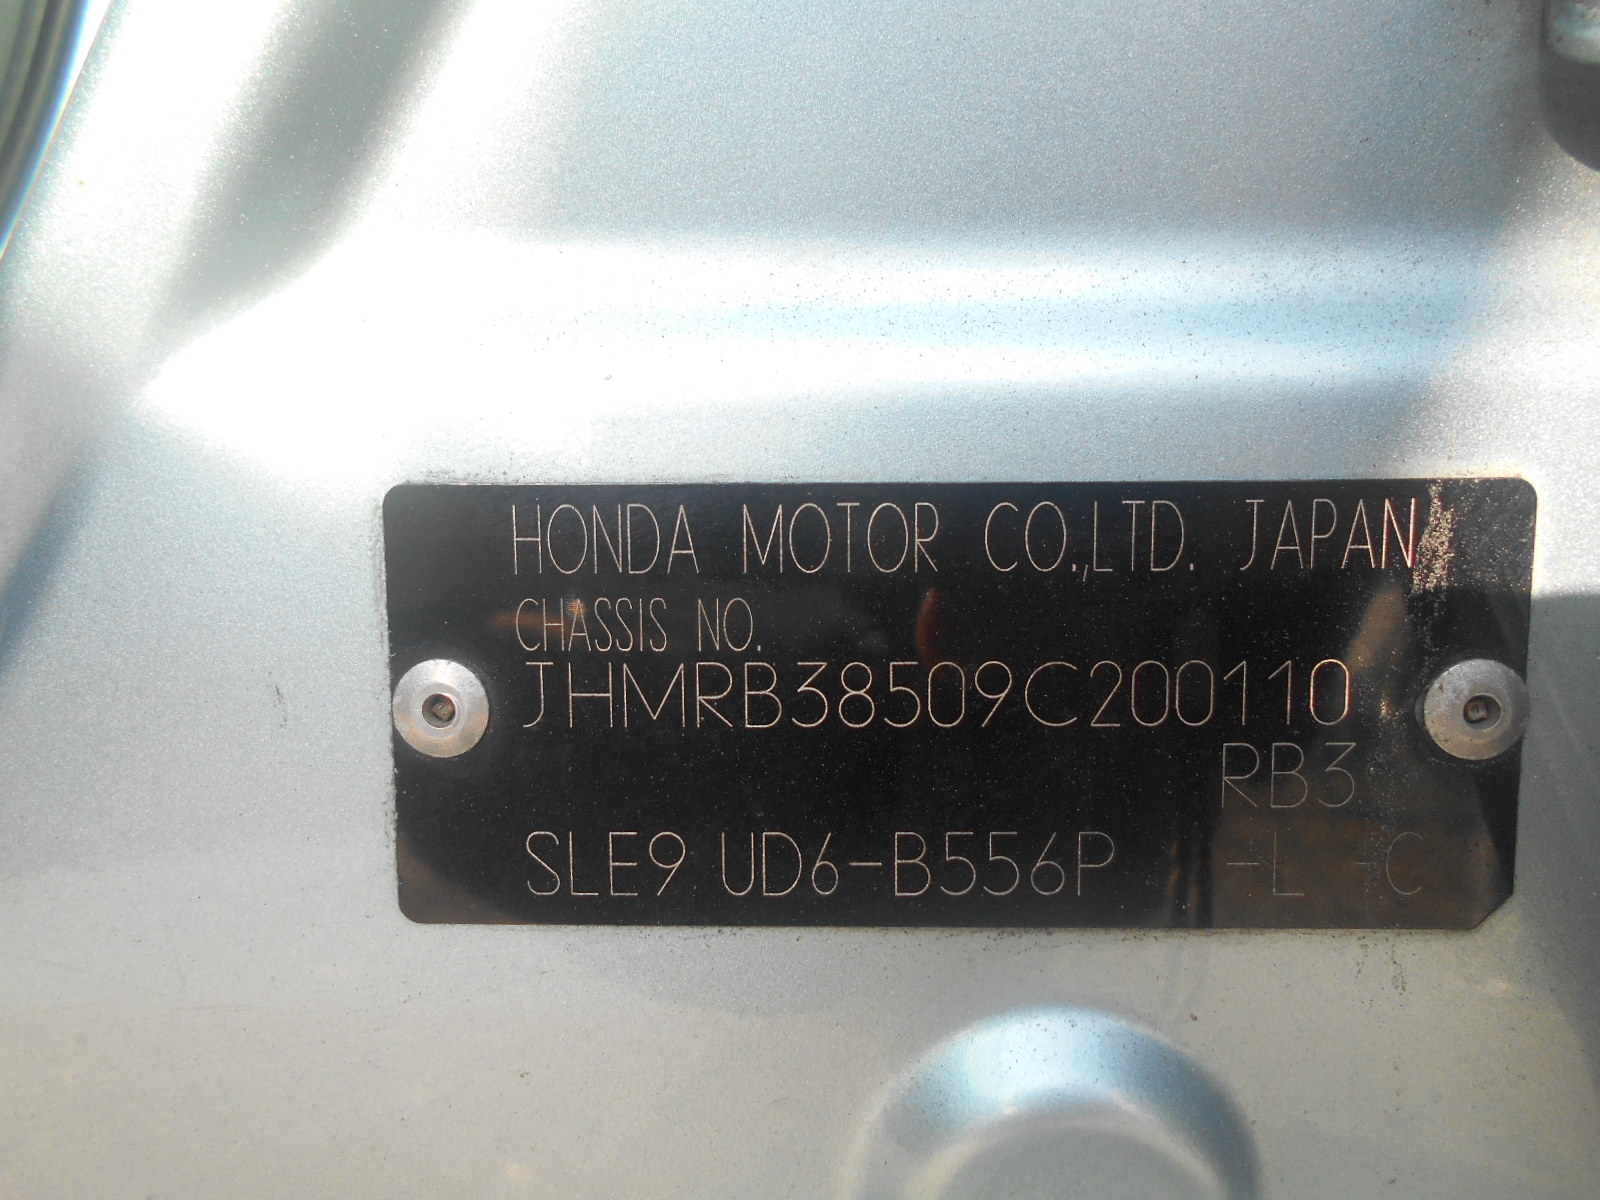 HONDA MOTOR CO.,LTD. JAPAN
CHASSIS NO.
JHMRB38509C200110
RB3
SLE9 UD6-B556P -L -C